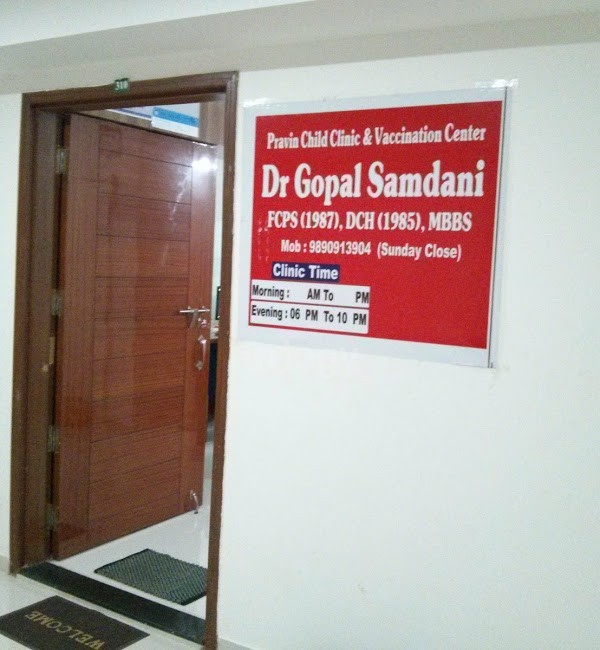 318
Pravin Child Clinic & Vaccination Center
Dr Gopal Samdani
FCPS (1987), DCH (1985), MBBS
Mob : 9890913904 (Sunday Close)
Clinic Time
Morning : AM To PM
Evening : 06 PM To 10 PM
WELCOME